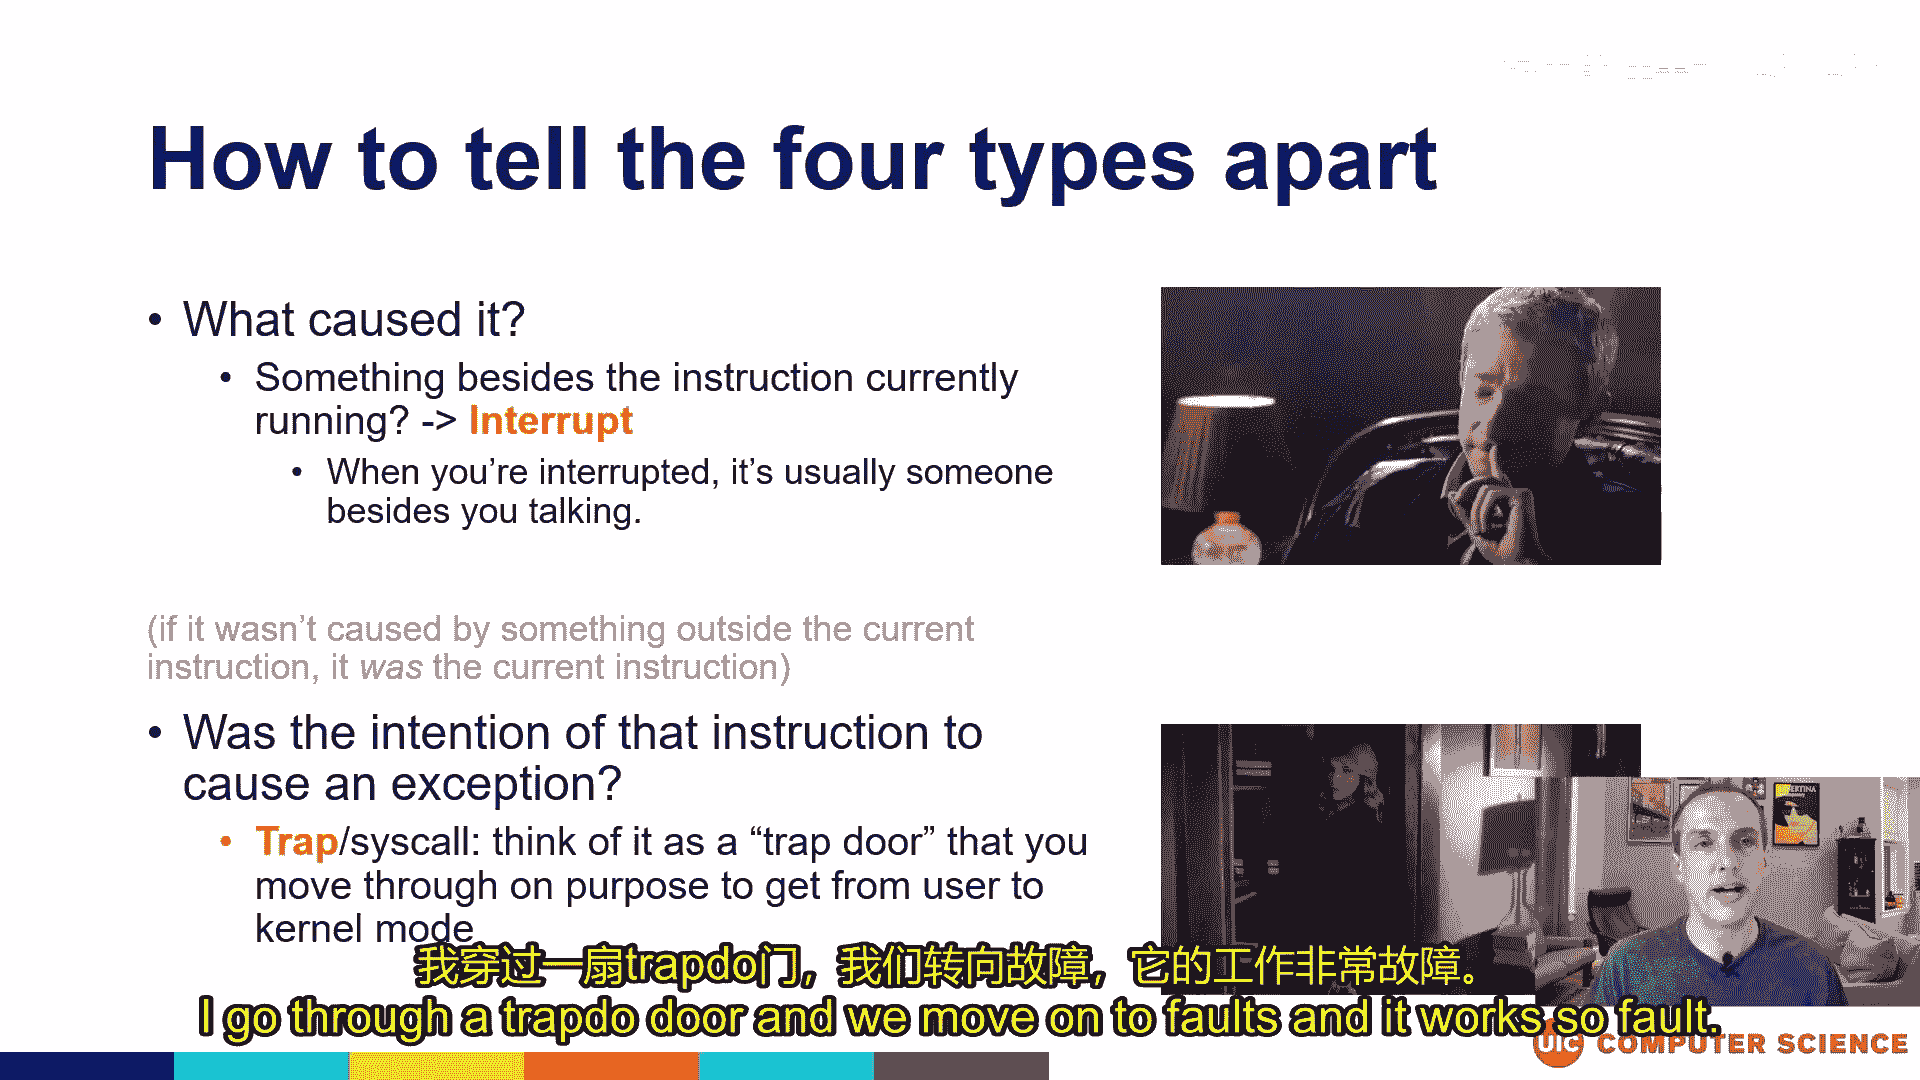 How to tell the four types apart
• What caused it?
• Something besides the instruction currently
running? -> Interrupt
• When you’re interrupted, it’s usually someone
besides you talking.
(if it wasn’t caused by something outside the current
instruction, it was the current instruction)
• Was the intention of that instruction to
cause an exception?
• Trap/syscall: think of it as a “trap door” that you
move through on purpose to get from user to
kernel mode
我穿过一扇trapdo门，我们转向故障，它的工作非常故障。
I go through a trapdo door and we move on to faults and it works so fault.
UIC COMPUTER SCIENCE